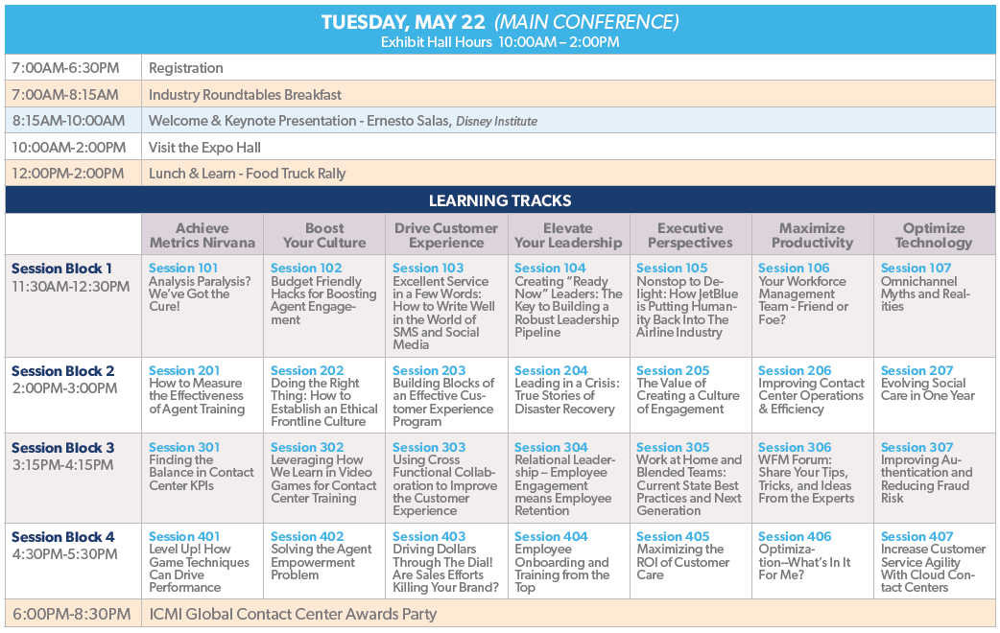 TUESDAY, MAY 22 (MAIN CONFERENCE)
Exhibit Hall Hours 10:00AM – 2:00PM
7:00AM-6:30PM Registration
7:00AM-8:15AM Industry Roundtables Breakfast
8:15AM-10:00AM Welcome & Keynote Presentation - Ernesto Salas, Disney Institute
10:00AM-2:00PM Visit the Expo Hall
12:00PM-2:00PM Lunch & Learn - Food Truck Rally
LEARNING TRACKS
Achieve
Metrics Nirvana
Boost
Your Culture
Drive Customer
Experience
Elevate
Your Leadership
Executive
Perspectives
Maximize
Productivity
Optimize
Technology
Session Block 1
11:30AM-12:30PM
Session 101
Analysis Paralysis?
We’ve Got the
Cure!
Session 102
Budget Friendly
Hacks for Boosting
Agent Engage-
ment
Session 103
Excellent Service
in a Few Words:
How to Write Well
in the World of
SMS and Social
Media
Session 104
Creating “Ready
Now” Leaders: The
Key to Building a
Robust Leadership
Pipeline
Session 105
Nonstop to De-
light: How JetBlue
is Putting Human-
ity Back Into The
Airline Industry
Session 106
Your Workforce
Management
Team - Friend or
Foe?
Session 107
Omnichannel
Myths and Real-
ities
Session Block 2
2:00PM-3:00PM
Session 201
How to Measure
the Effectiveness
of Agent Training
Session 202
Doing the Right
Thing: How to
Establish an Ethical
Frontline Culture
Session 203
Building Blocks of
an Effective Cus-
tomer Experience
Program
Session 204
Leading in a Crisis:
True Stories of
Disaster Recovery
Session 205
The Value of
Creating a Culture
of Engagement
Session 206
Improving Contact
Center Operations
& Efficiency
Session 207
Evolving Social
Care in One Year
Session Block 3
3:15PM-4:15PM
Session 301
Finding the
Balance in Contact
Center KPIs
Session 302
Leveraging How
We Learn in Video
Games for Contact
Center Training
Session 303
Using Cross
Functional Collab-
oration to Improve
the Customer
Experience
Session 304
Relational Leader-
ship – Employee
Engagement
means Employee
Retention
Session 305
Work at Home and
Blended Teams:
Current State Best
Practices and Next
Generation
Session 306
WFM Forum:
Share Your Tips,
Tricks, and Ideas
From the Experts
Session 307
Improving Au-
thentication and
Reducing Fraud
Risk
Session Block 4
4:30PM-5:30PM
Session 401
Level Up! How
Game Techniques
Can Drive
Performance
Session 402
Solving the Agent
Empowerment
Problem
Session 403
Driving Dollars
Through The Dial!
Are Sales Efforts
Killing Your Brand?
Session 404
Employee
Onboarding and
Training from the
Top
Session 405
Maximizing the
ROI of Customer
Care
Session 406
Optimiza-
tion--What’s In It
For Me?
Session 407
Increase Customer
Service Agility
With Cloud Con-
tact Centers
6:00PM-8:30PM ICMI Global Contact Center Awards Party